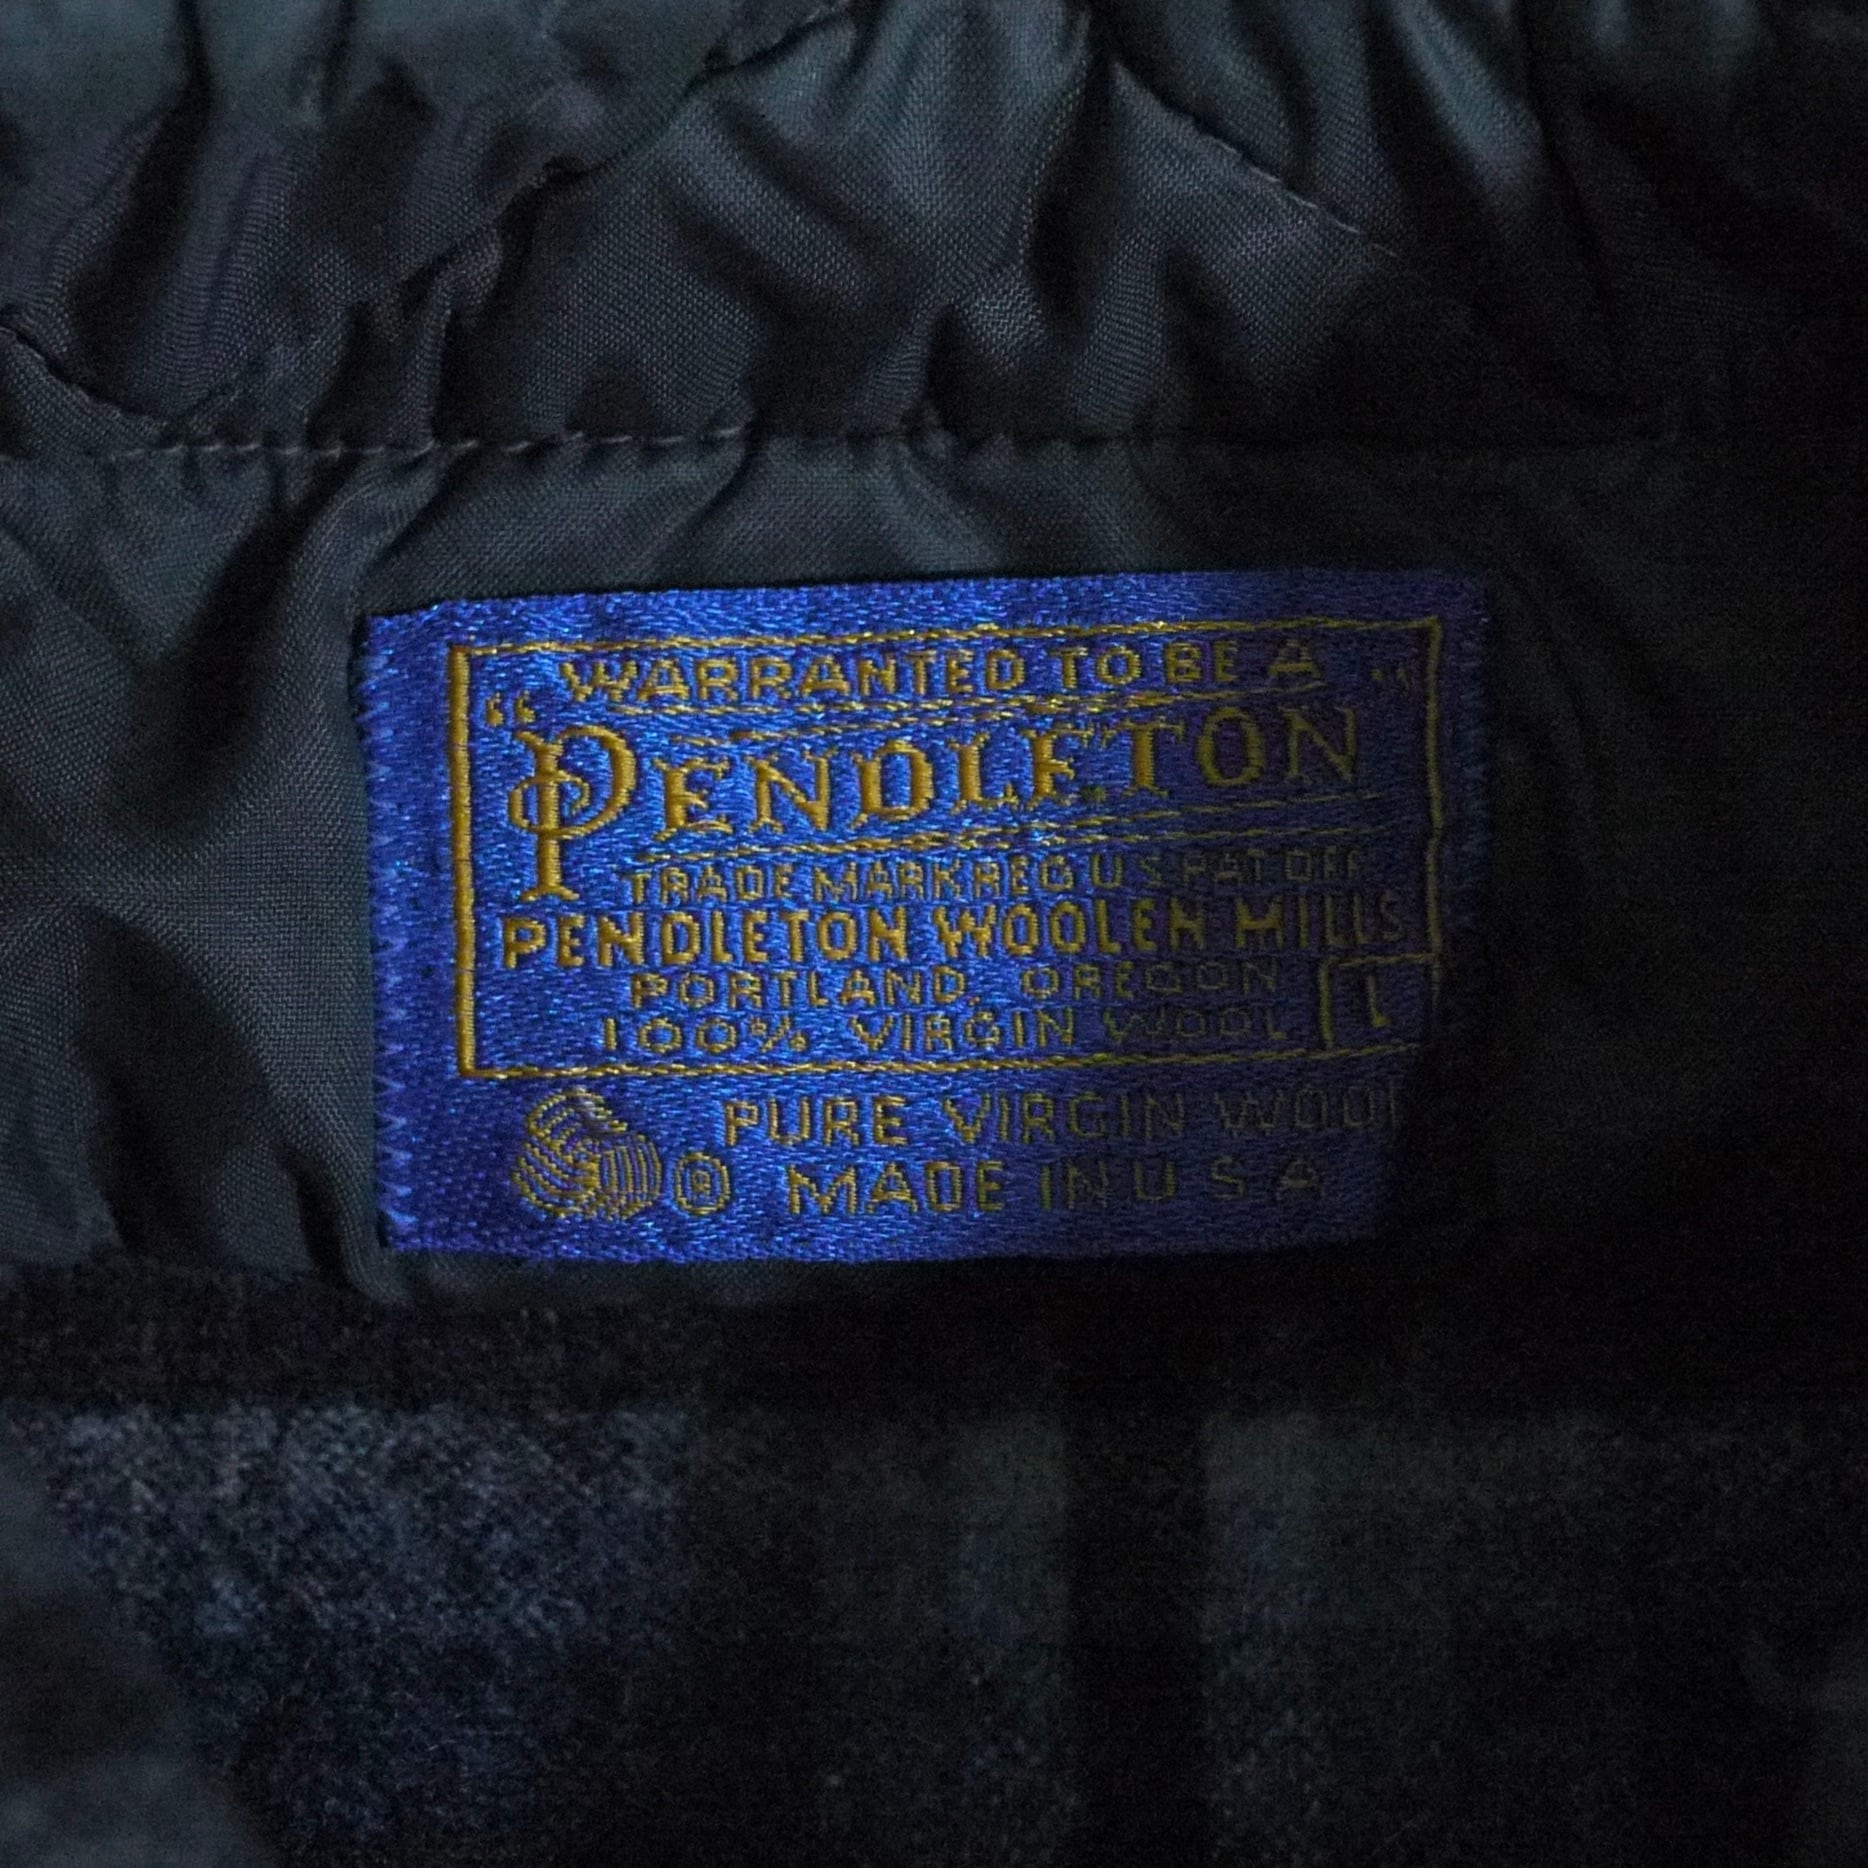 WARRANTED TO BE A
"PENDLETON"
TRADE MARK REG U S PAT OFF
PENDLETON WOOLEN MILLS
PORTLAND, OREGON
100% VIRGIN WOOL L
PURE VIRGIN WOOL
® MADE IN U S A